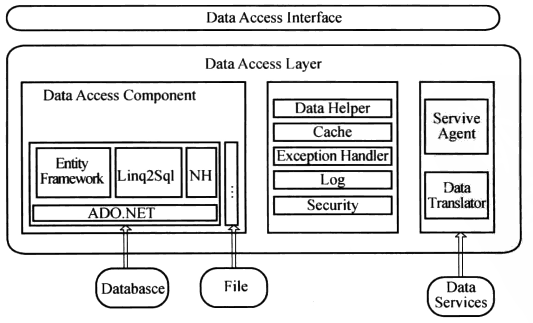 Data Access Interface
Data Access Layer
Data Access Component
Entity
Framework
Linq2Sql
NH
...
ADO.NET
Data Helper
Cache
Exception Handler
Log
Security
Servive
Agent
Data
Translator
Databasce
File
Data
Services